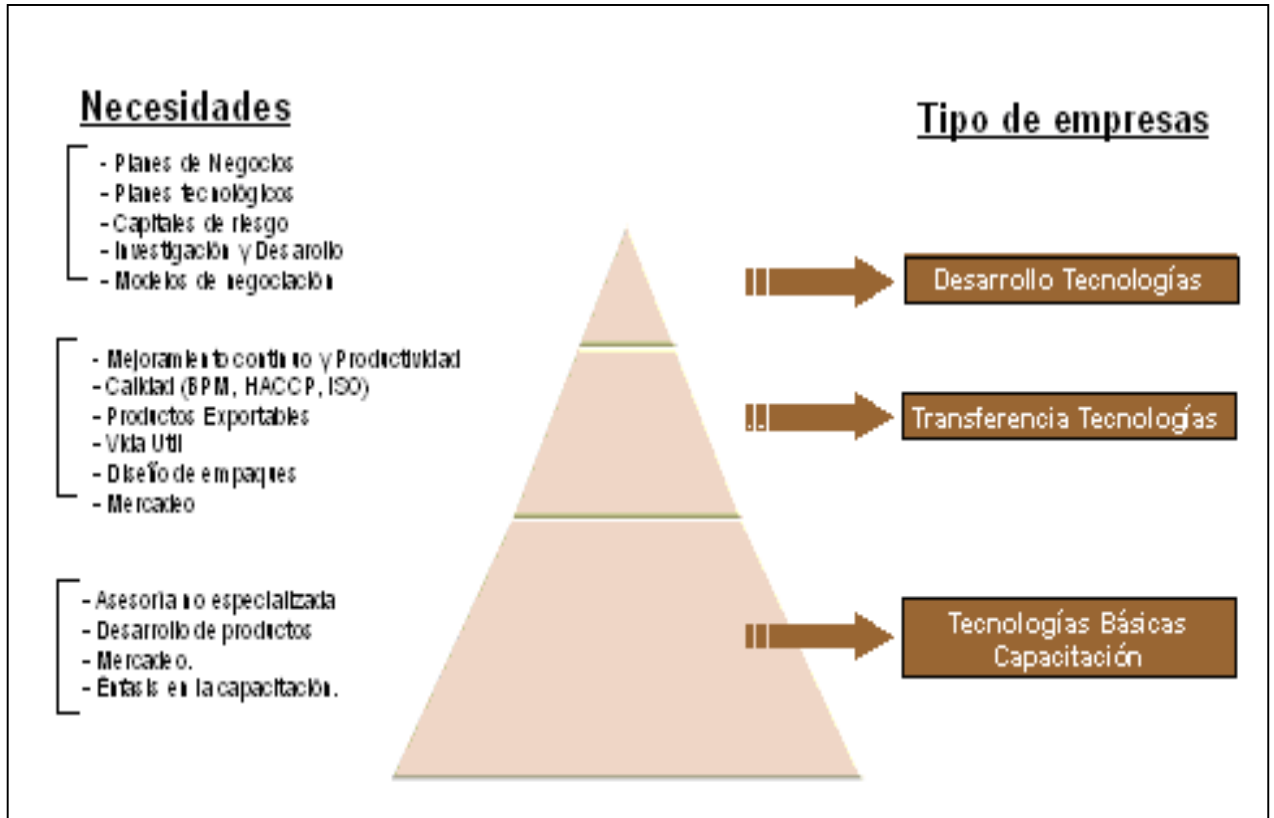 Necesidades
- Planes de Negocios
- Planes tecnológicos
- Capitales de riesgo
- Investigación y Desarollo
- Modelos de negociación
- Mejoramiento continuo y Productividad
- Calidad (BPM, HACCP, ISO)
- Productos Exportables
- Vida Util
- Diseño de empaques
- Mercadeo
- Asesoría no especializada
- Desarrollo de productos
- Mercadeo.
- Énfasis en la capacitación.
Tipo de empresas
Desarrollo Tecnologías
Transferencia Tecnologías
Tecnologías Básicas
Capacitación